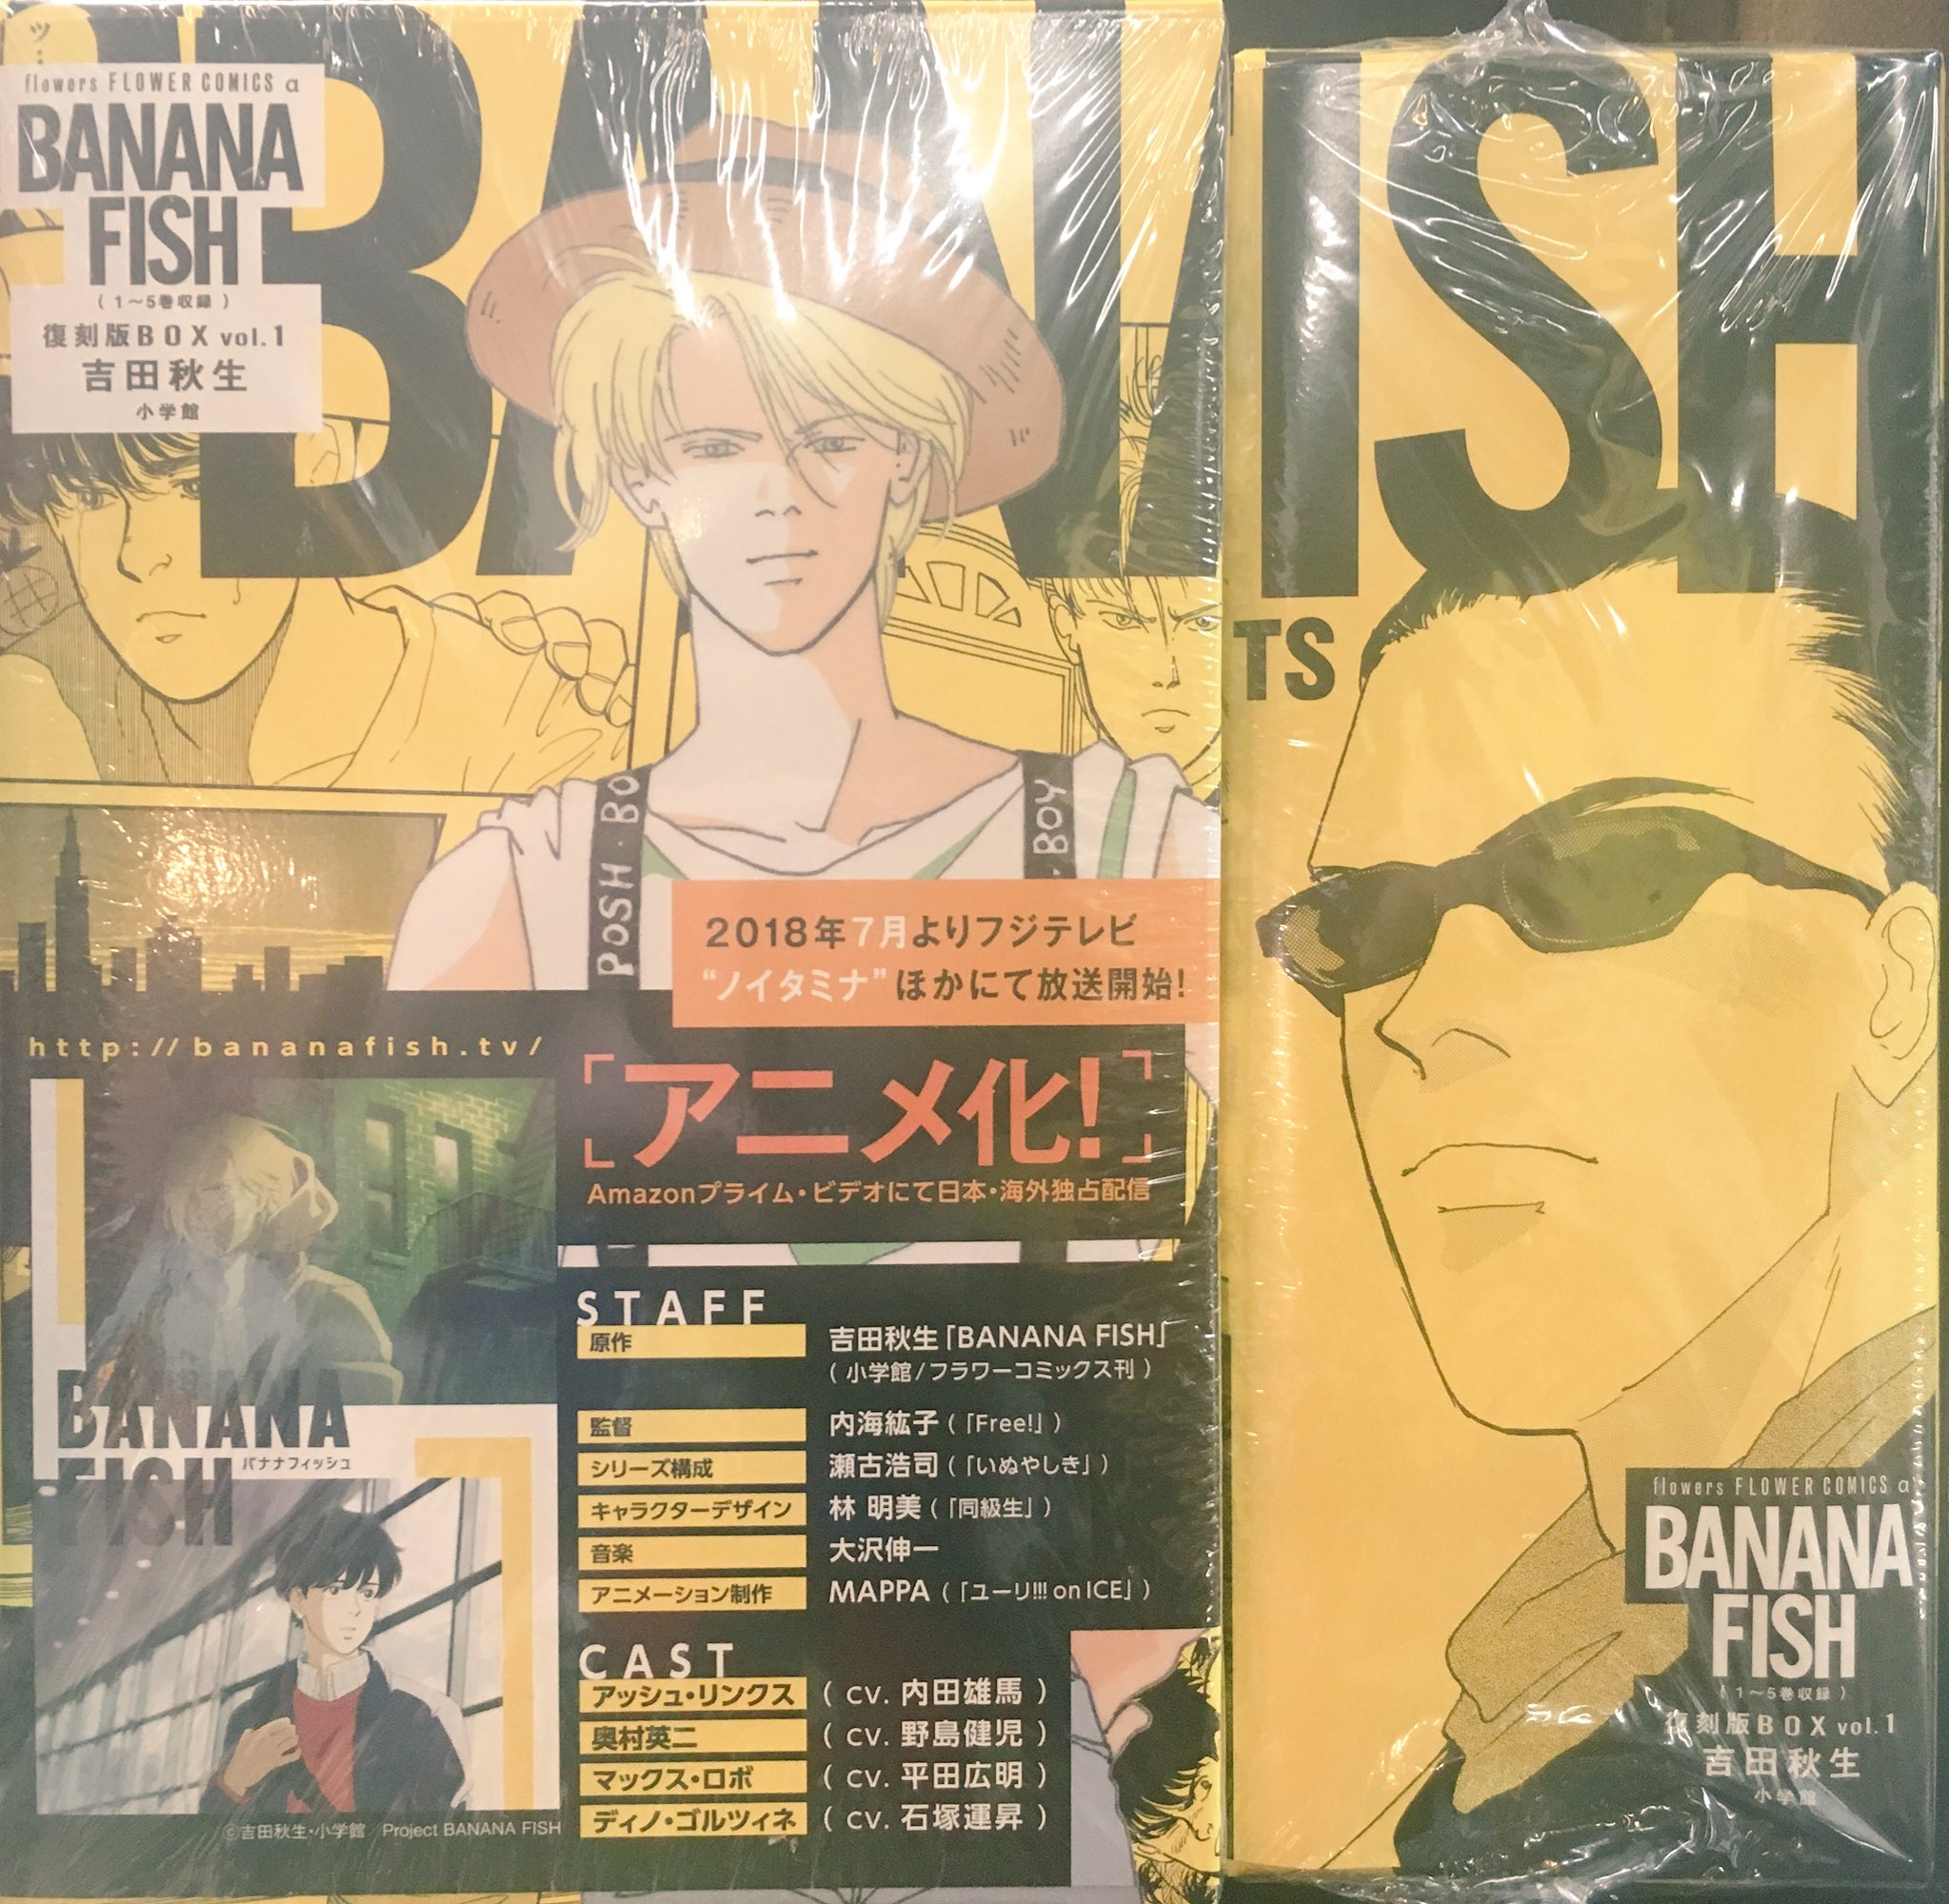 flowers FLOWER COMICS α
BANANA
FISH
(1〜5巻収録)
復刻版BOX vol.1
吉田秋生
小学館
BANA
POSH・BO
・BOY
2018年7月よりフジテレビ
“ノイタミナ”ほかにて放送開始!
http://bananafish.tv/
[アニメ化!]
Amazonプライム・ビデオにて日本・海外独占配信
BANANA
FISH
バナナフィッシュ
STAFF
原作 吉田秋生「BANANA FISH」
(小学館/フラワーコミックス刊)
監督 内海紘子(「Free!」)
シリーズ構成 瀬古浩司(「いぬやしき」)
キャラクターデザイン 林 明美(「同級生」)
音楽 大沢伸一
アニメーション制作 MAPPA(「ユーリ!!! on ICE」)
CAST
アッシュ・リンクス (cv. 内田雄馬)
奥村英二 (cv. 野島健児)
マックス・ロボ (cv. 平田広明)
ディノ・ゴルツィネ (cv. 石塚運昇)
©吉田秋生・小学館 Project BANANA FISH
ISH
TS
flowers FLOWER COMICS α
BANANA
FISH
(1〜5巻収録)
復刻版BOX vol.1
吉田秋生
小学館